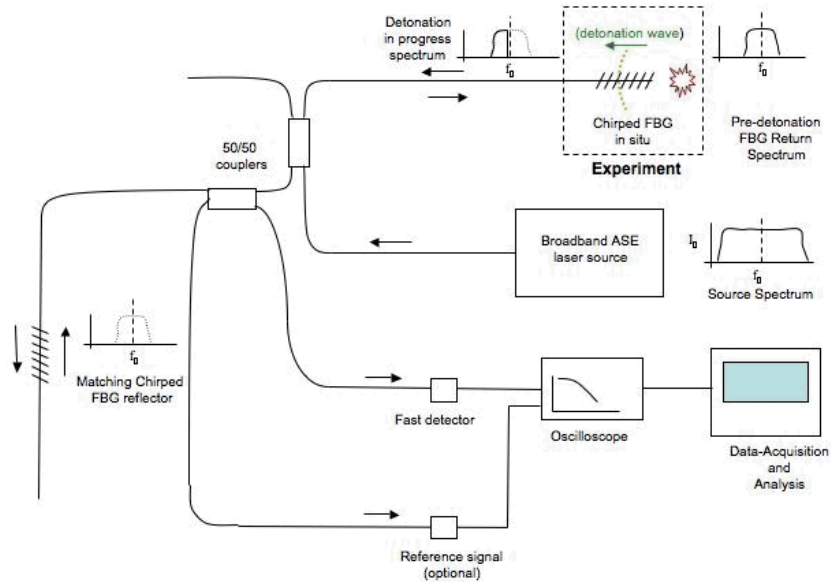 Detonation
in progress
spectrum
f₀
(detonation wave)
Chirped FBG
in situ
Experiment
f₀
Pre-detonation
FBG Return
Spectrum
50/50
couplers
Broadband ASE
laser source
I₀
f₀
Source Spectrum
f₀
Matching Chirped
FBG reflector
Fast detector
Oscilloscope
Data-Acquisition
and
Analysis
Reference signal
(optional)